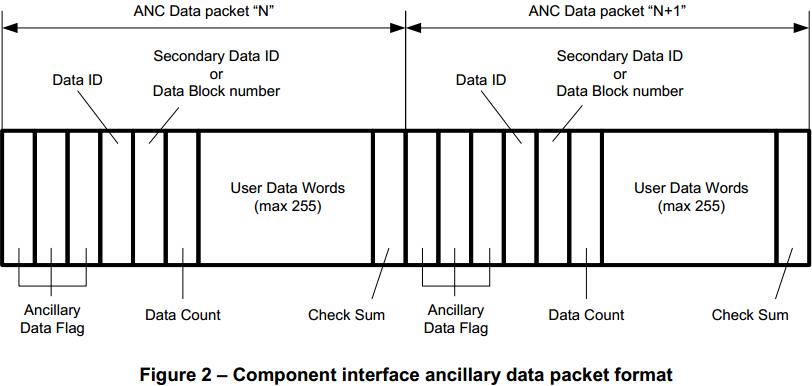 ANC Data packet “N”
ANC Data packet “N+1”
Secondary Data ID
or
Data Block number
Data ID
Secondary Data ID
or
Data Block number
Data ID
User Data Words
(max 255)
User Data Words
(max 255)
Ancillary
Data Flag
Data Count
Check Sum
Ancillary
Data Flag
Data Count
Check Sum
Figure 2 – Component interface ancillary data packet format